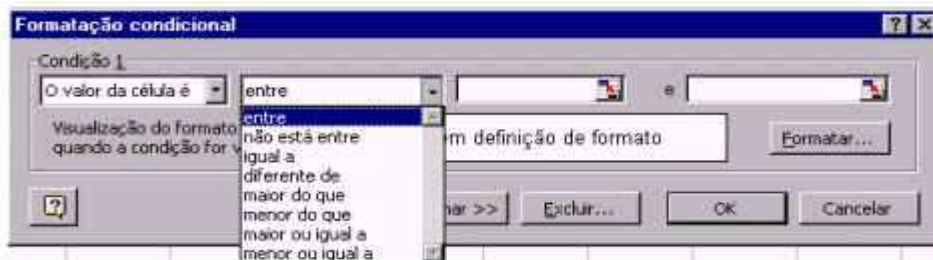 Formatação condicional
Condição 1
O valor da célula é entre e
entre
Visualização do formato
não está entre
m definição de formato
Formatar...
quando a condição for v
igual a
diferente de
maior do que
menor do que
nar >> Excluir... OK Cancelar
maior ou igual a
menor ou igual a